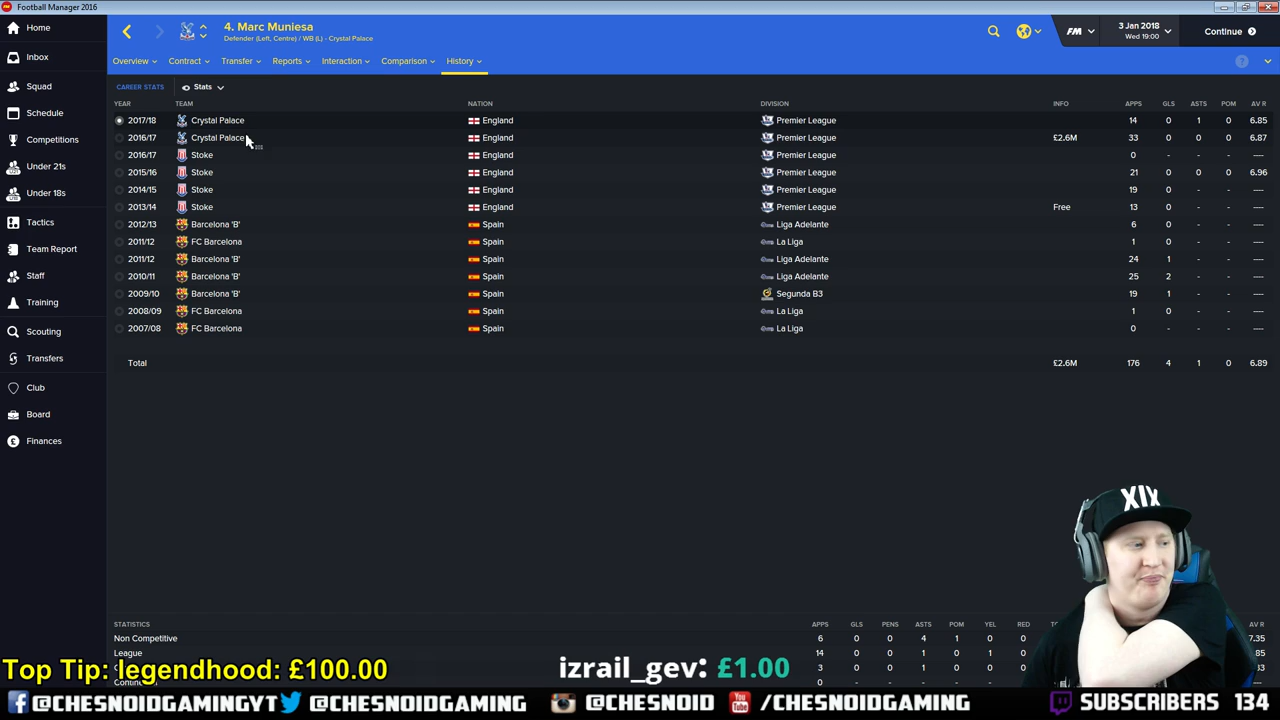 Football Manager 2016
Home
Inbox
Squad
Schedule
Competitions
Under 21s
Under 18s
Tactics
Team Report
Staff
Training
Scouting
Transfers
Club
Board
Finances
4. Marc Muniesa
Defender (Left, Centre) / WB (L) - Crystal Palace
FM
3 Jan 2018
Wed 19:00
Continue
Overview Contract Transfer Reports Interaction Comparison History
CAREER STATS Stats
YEAR TEAM NATION DIVISION INFO APPS GLS ASTS POM AV R
2017/18 Crystal Palace England Premier League 14 0 1 0 6.85
2016/17 Crystal Palace England Premier League £2.6M 33 0 0 0 6.87
2016/17 Stoke England Premier League 0 - - - ----
2015/16 Stoke England Premier League 21 0 0 0 6.96
2014/15 Stoke England Premier League 19 0 - - ----
2013/14 Stoke England Premier League Free 13 0 - - ----
2012/13 Barcelona 'B' Spain Liga Adelante 6 0 - - ----
2011/12 FC Barcelona Spain La Liga 1 0 - - ----
2011/12 Barcelona 'B' Spain Liga Adelante 24 1 - - ----
2010/11 Barcelona 'B' Spain Liga Adelante 25 2 - - ----
2009/10 Barcelona 'B' Spain Segunda B3 19 1 - - ----
2008/09 FC Barcelona Spain La Liga 1 0 - - ----
2007/08 FC Barcelona Spain La Liga 0 - - - ----
Total £2.6M 176 4 1 0 6.89
STATISTICS APPS GLS PENS ASTS POM YEL RED AV R
Non Competitive 6 0 0 4 1 0 0 7.35
League 14 0 0 1 0 1 0
3 0 0 1 0 0 0
XIX
Top Tip: legendhood: £100.00
izrail_gev: £1.00
@CHESNOIDGAMINGYT @CHESNOIDGAMING @CHESNOID /CHESNOIDGAMING SUBSCRIBERS 134